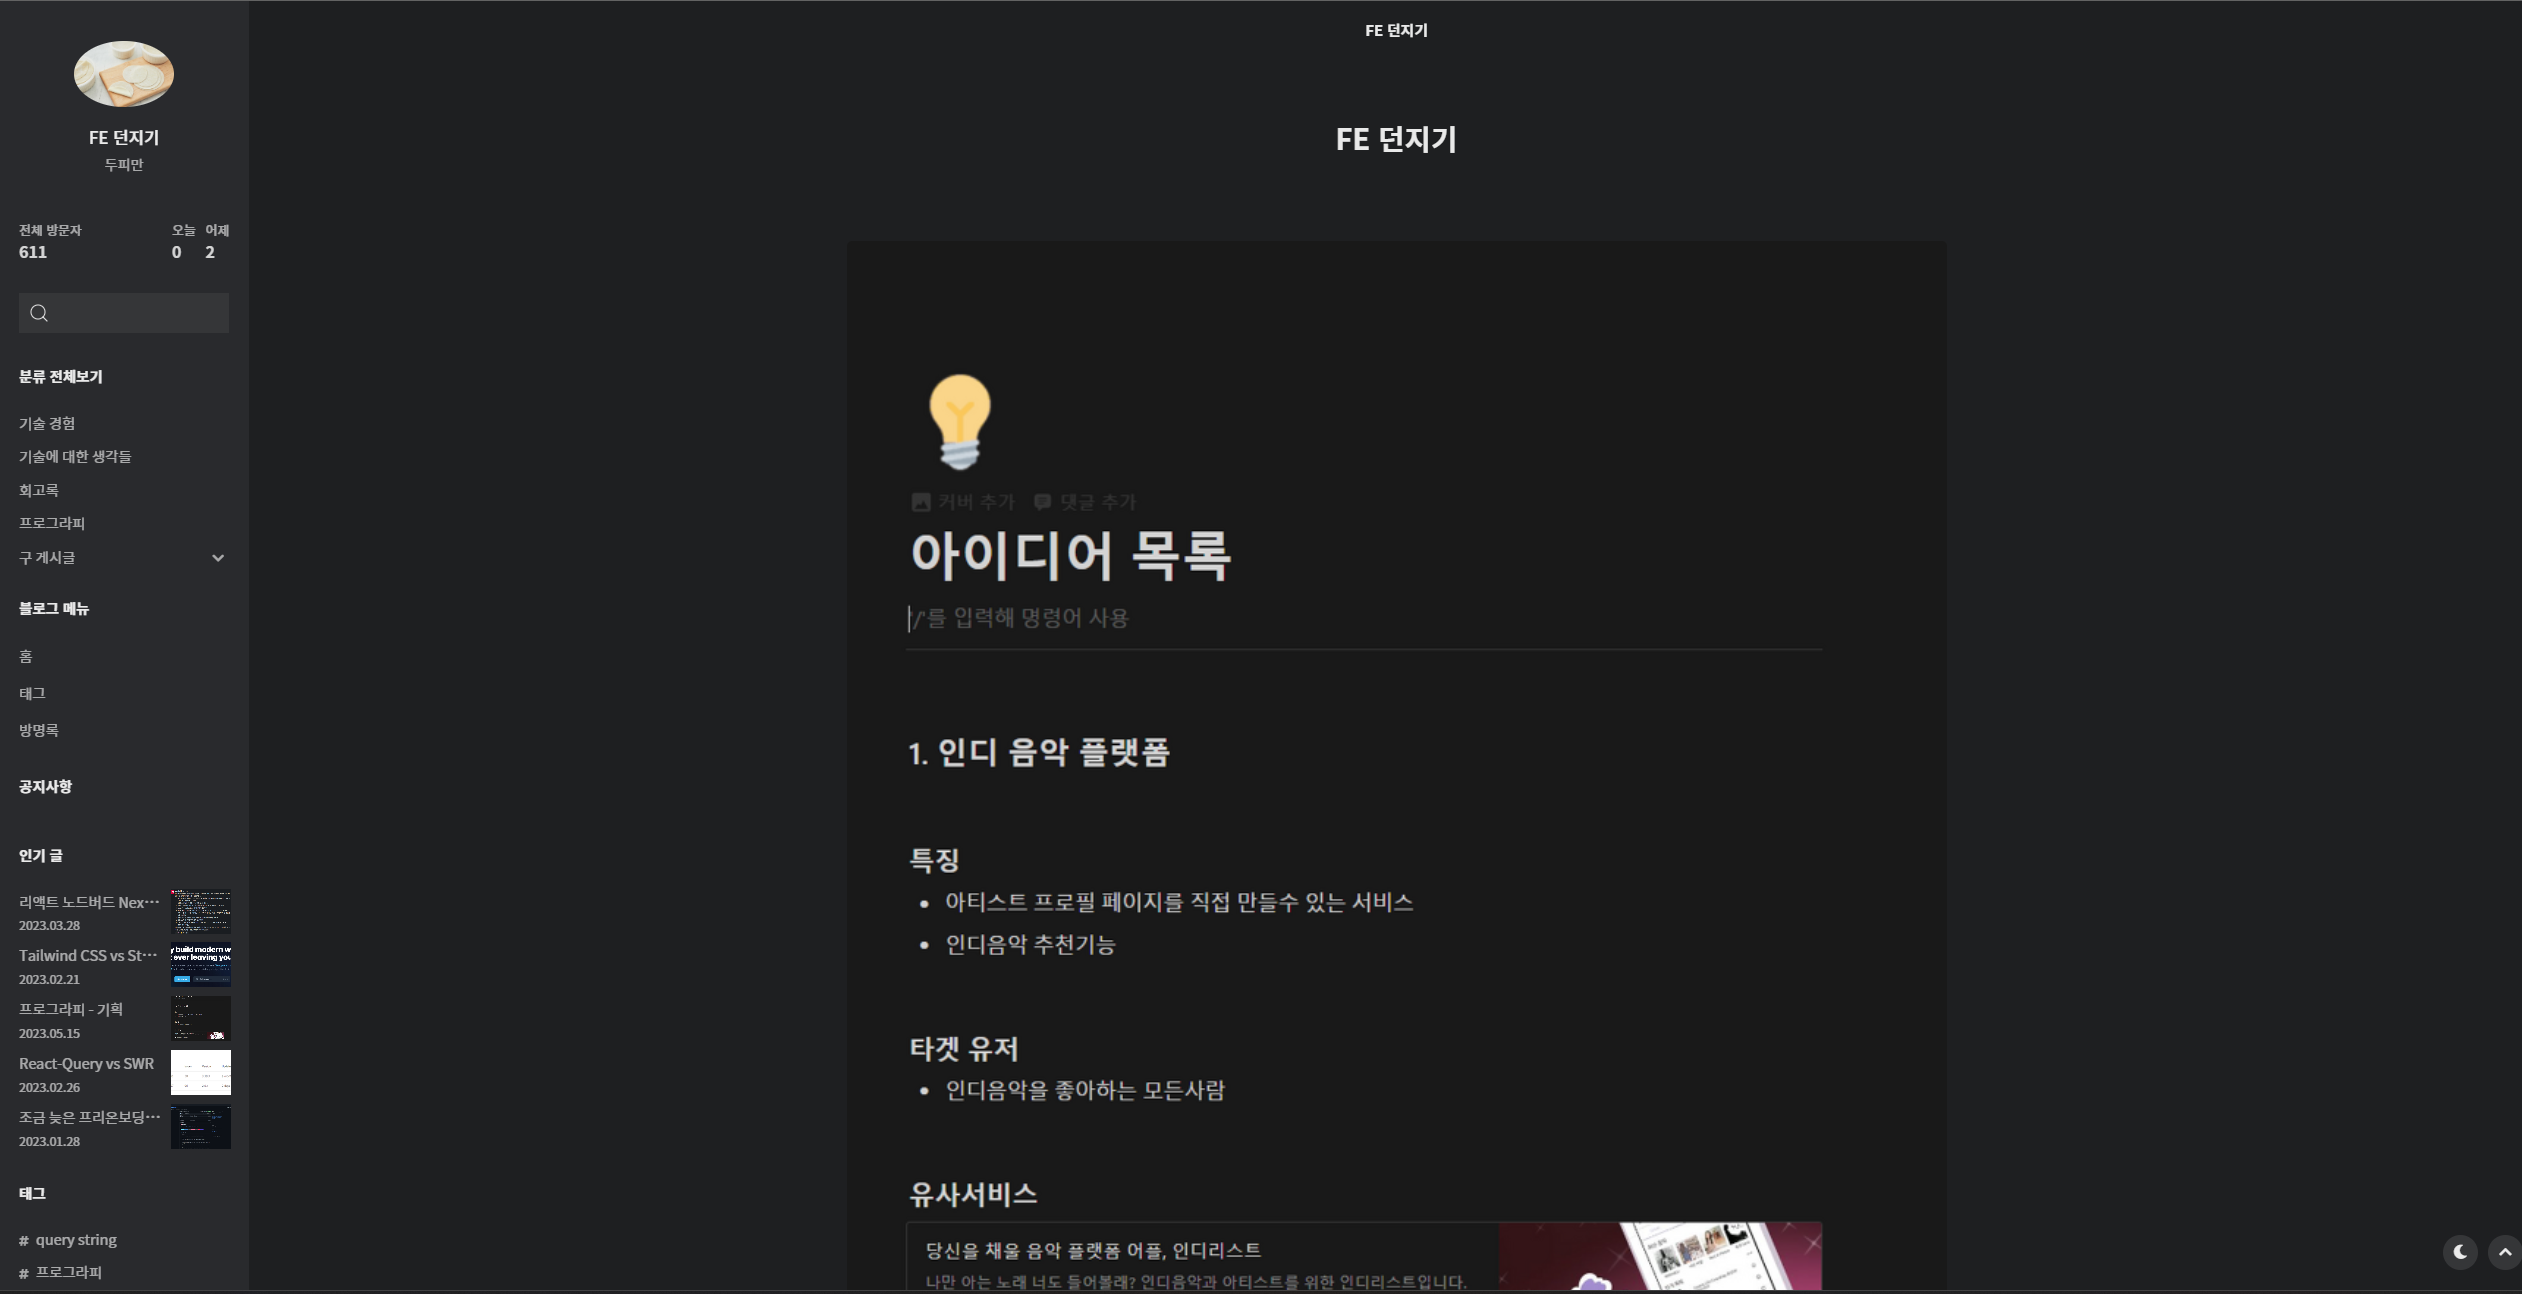 FE 던지기
두피만
전체 방문자
611
오늘 어제
0 2
분류 전체보기
기술 경험
기술에 대한 생각들
회고록
프로그라피
구 게시글
블로그 메뉴
홈
태그
방명록
공지사항
인기 글
리액트 노드버드 Nex…
2023.03.28
Tailwind CSS vs St…
2023.02.21
프로그라피 - 기획
2023.05.15
React-Query vs SWR
2023.02.26
조금 늦은 프리온보딩…
2023.01.28
태그
# query string
# 프로그라피
FE 던지기
FE 던지기
커버 추가 댓글 추가
아이디어 목록
'/'를 입력해 명령어 사용
1. 인디 음악 플랫폼
특징
• 아티스트 프로필 페이지를 직접 만들수 있는 서비스
• 인디음악 추천기능
타겟 유저
• 인디음악을 좋아하는 모든사람
유사서비스
당신을 채울 음악 플랫폼 어플, 인디리스트
나만 아는 노래 너도 들어볼래? 인디음악과 아티스트를 위한 인디리스트입니다.